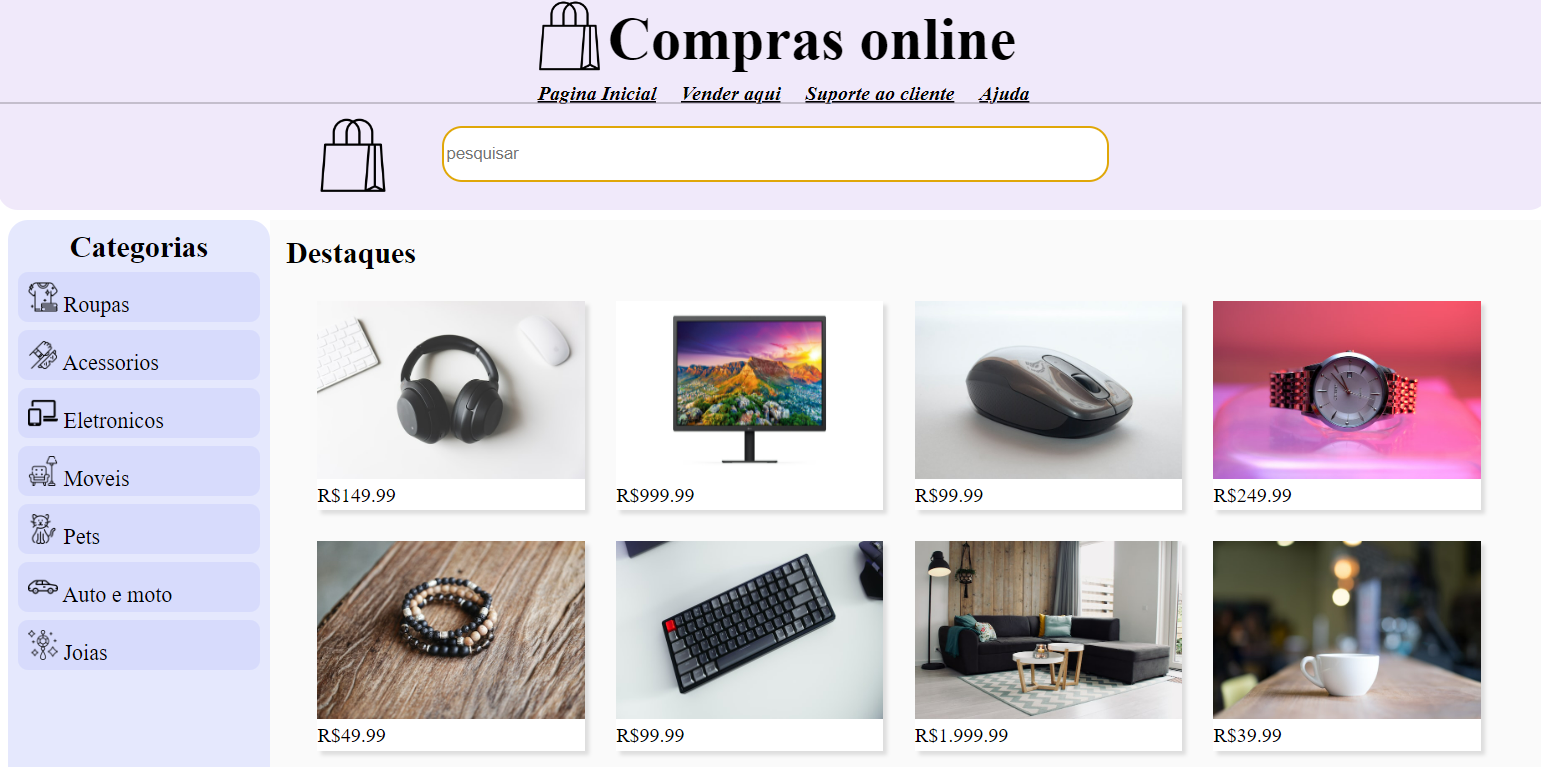 Compras online
Pagina Inicial Vender aqui Suporte ao cliente Ajuda
pesquisar
Categorias
Roupas
Acessorios
Eletronicos
Moveis
Pets
Auto e moto
Joias
Destaques
R$149.99 R$999.99 R$99.99 R$249.99
R$49.99 R$99.99 R$1.999.99 R$39.99